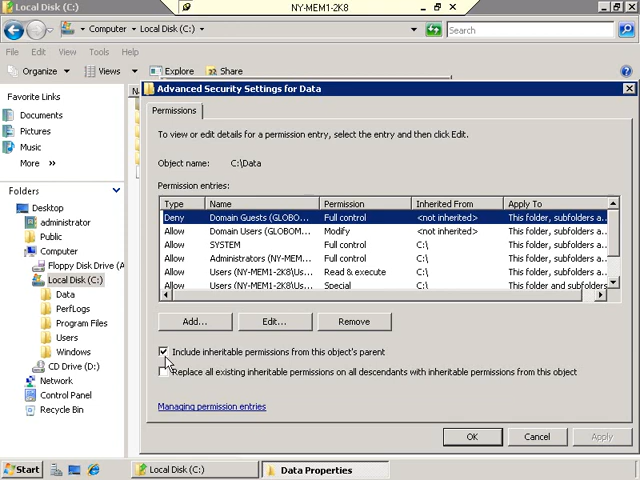 Local Disk (C:)
NY-MEM1-2K8
Computer
Local Disk (C:)
Search
File Edit View Tools Help
Organize Views Explore Share
Favorite Links
Documents
Pictures
Music
More »
Folders
Desktop
administrator
Public
Computer
Floppy Disk Drive (A
Local Disk (C:)
Data
PerfLogs
Program Files
Users
Windows
CD Drive (D:)
Network
Control Panel
Recycle Bin
Advanced Security Settings for Data
Permissions
To view or edit details for a permission entry, select the entry and then click Edit.
Object name: C:\Data
Permission entries:
Type Name Permission Inherited From Apply To
Deny Domain Guests (GLOBO... Full control <not inherited> This folder, subfolders a...
Allow Domain Users (GLOBOM... Modify <not inherited> This folder, subfolders a...
Allow SYSTEM Full control C:\ This folder, subfolders a...
Allow Administrators (NY-MEM... Full control C:\ This folder, subfolders a...
Allow Users (NY-MEM1-2K8\Us... Read & execute C:\ This folder, subfolders a...
Allow Users (NY-MEM1-2K8\Us... Special C:\ This folder and subfolders
Add... Edit... Remove
Include inheritable permissions from this object's parent
Replace all existing inheritable permissions on all descendants with inheritable permissions from this object
Managing permission entries
OK Cancel Apply
Start Local Disk (C:) Data Properties